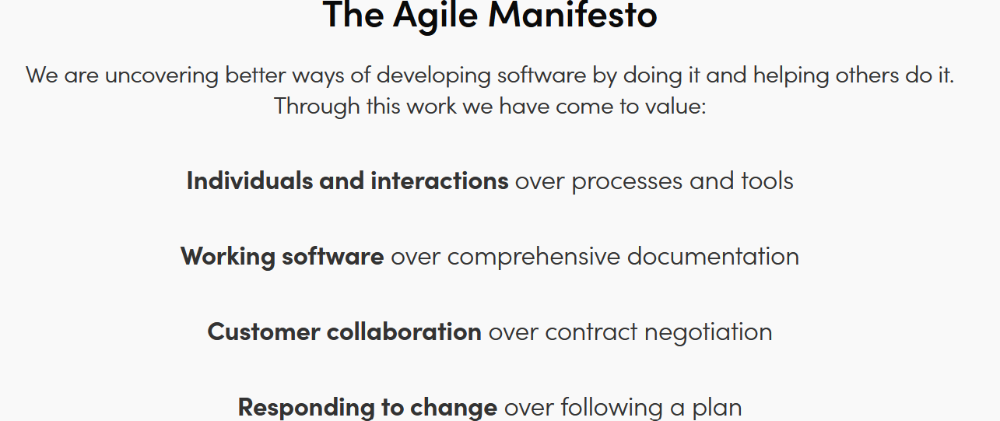 The Agile Manifesto
We are uncovering better ways of developing software by doing it and helping others do it.
Through this work we have come to value:
Individuals and interactions over processes and tools
Working software over comprehensive documentation
Customer collaboration over contract negotiation
Responding to change over following a plan